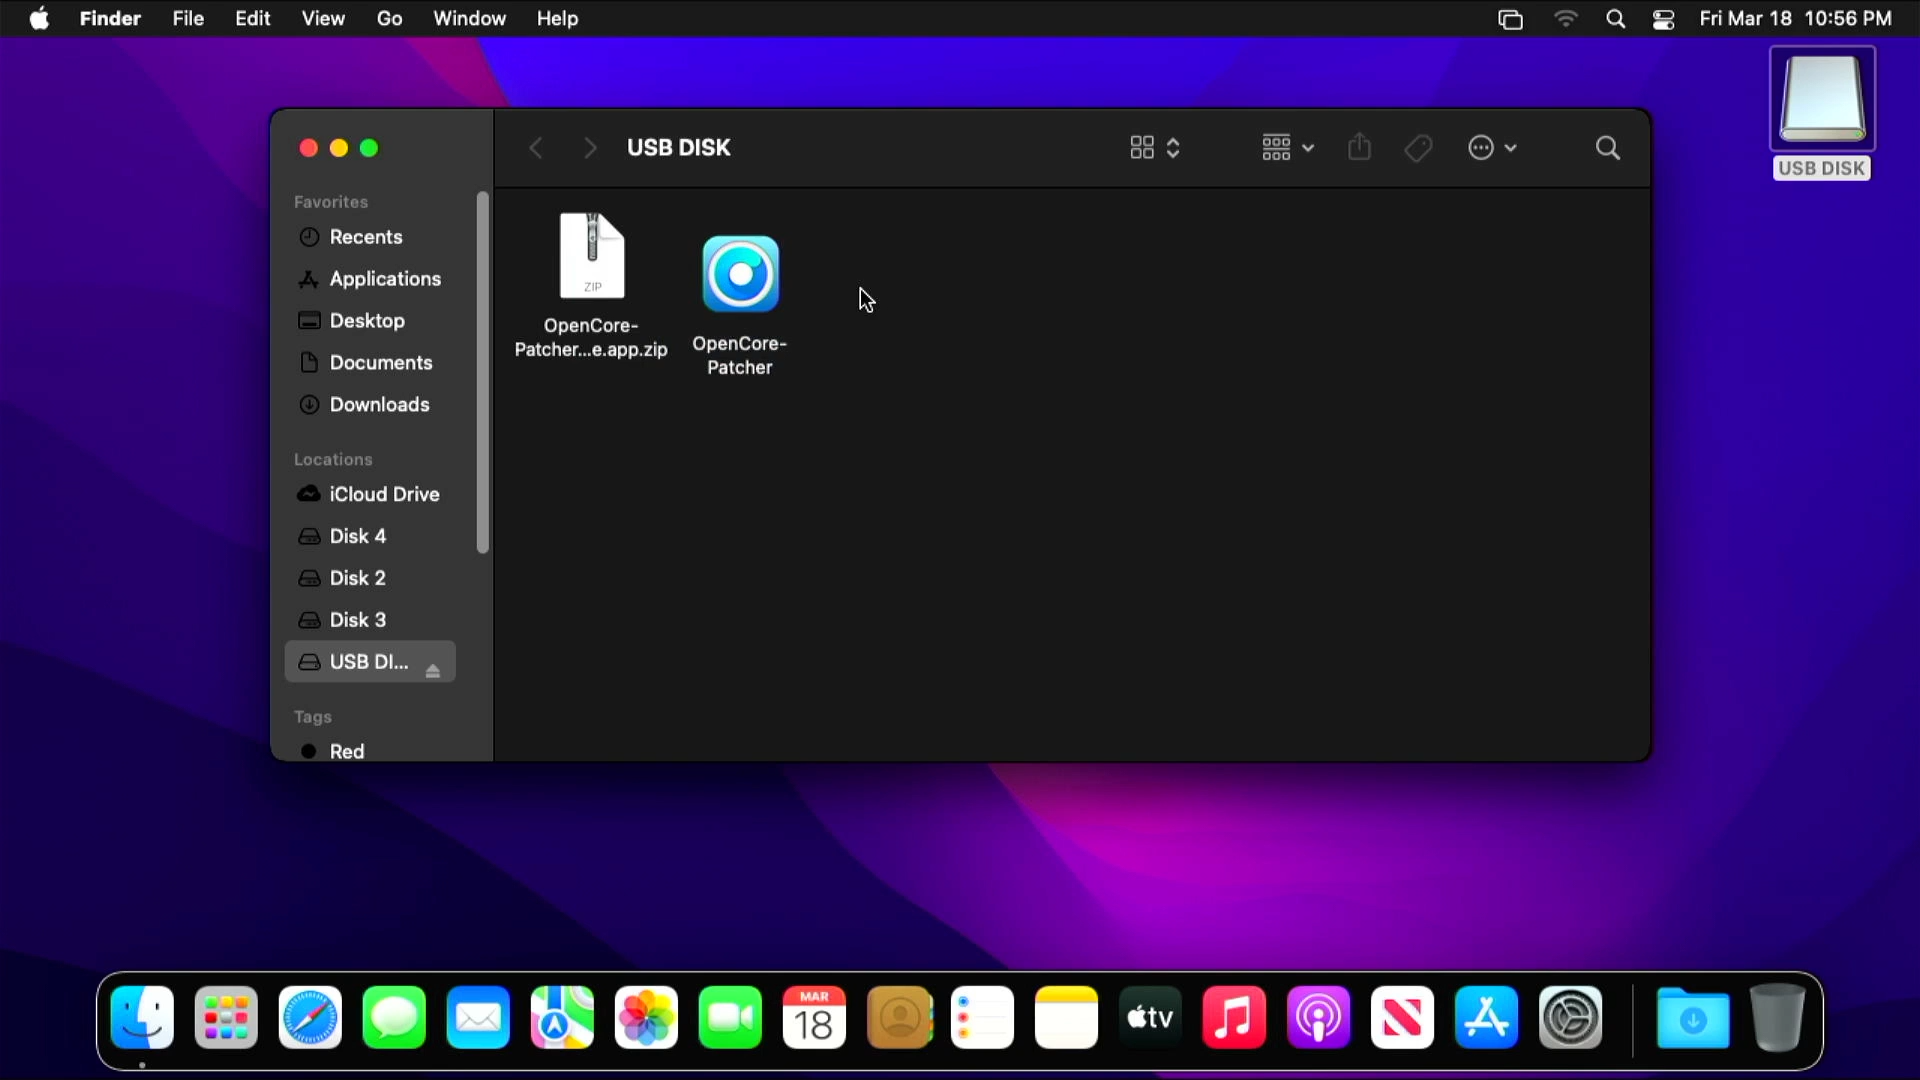 Finder File Edit View Go Window Help Fri Mar 18 10:56 PM
USB DISK
USB DISK
Favorites
Recents
Applications
Desktop
Documents
Downloads
Locations
iCloud Drive
Disk 4
Disk 2
Disk 3
USB DI...
Tags
Red
ZIP
OpenCore-
Patcher...e.app.zip
OpenCore-
Patcher
MAR
18
tv